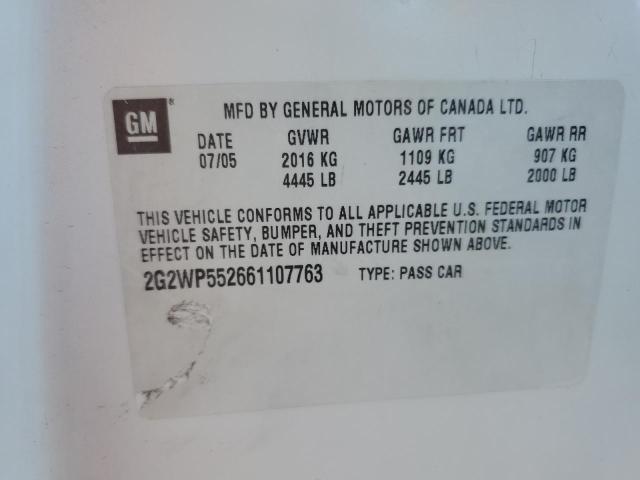 GM® MFD BY GENERAL MOTORS OF CANADA LTD.
DATE GVWR GAWR FRT GAWR RR
07/05 2016 KG 1109 KG 907 KG
4445 LB 2445 LB 2000 LB
THIS VEHICLE CONFORMS TO ALL APPLICABLE U.S. FEDERAL MOTOR
VEHICLE SAFETY, BUMPER, AND THEFT PREVENTION STANDARDS IN
EFFECT ON THE DATE OF MANUFACTURE SHOWN ABOVE.
2G2WP552661107763 TYPE: PASS CAR